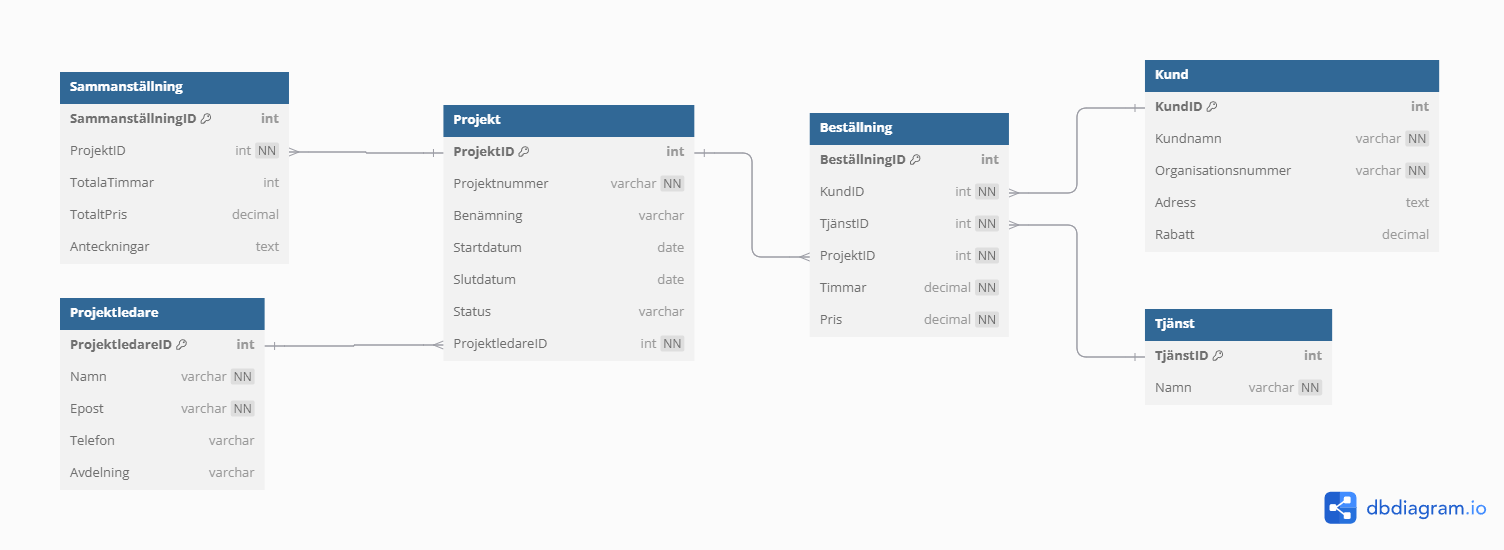 Sammanställning
SammanställningID int
ProjektID int NN
TotalaTimmar int
TotaltPris decimal
Anteckningar text
Projektledare
ProjektledareID int
Namn varchar NN
Epost varchar NN
Telefon varchar
Avdelning varchar
Projekt
ProjektID int
Projektnummer varchar NN
Benämning varchar
Startdatum date
Slutdatum date
Status varchar
ProjektledareID int NN
Beställning
BeställningID int
KundID int NN
TjänstID int NN
ProjektID int NN
Timmar decimal NN
Pris decimal NN
Kund
KundID int
Kundnamn varchar NN
Organisationsnummer varchar NN
Adress text
Rabatt decimal
Tjänst
TjänstID int
Namn varchar NN
dbdiagram.io